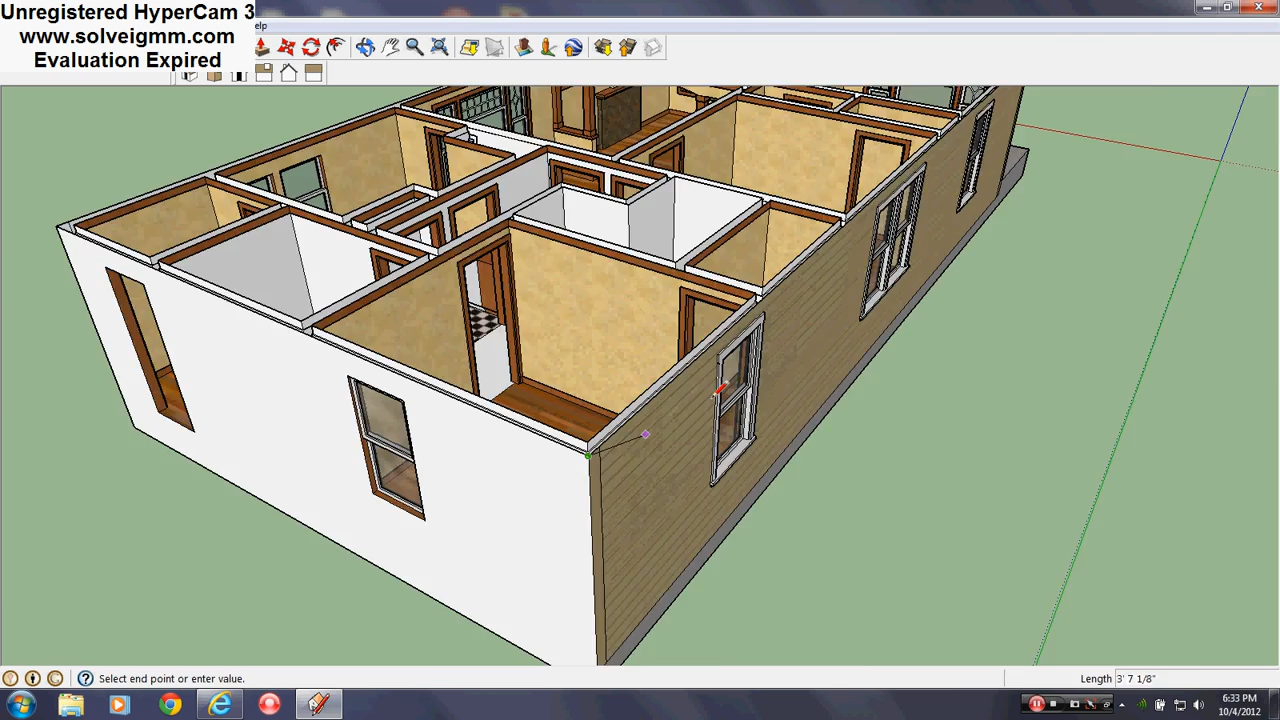 Unregistered HyperCam 3
www.solveigmm.com
Evaluation Expired
elp
Select end point or enter value.
Length 3' 7 1/8"
6:33 PM
10/4/2012